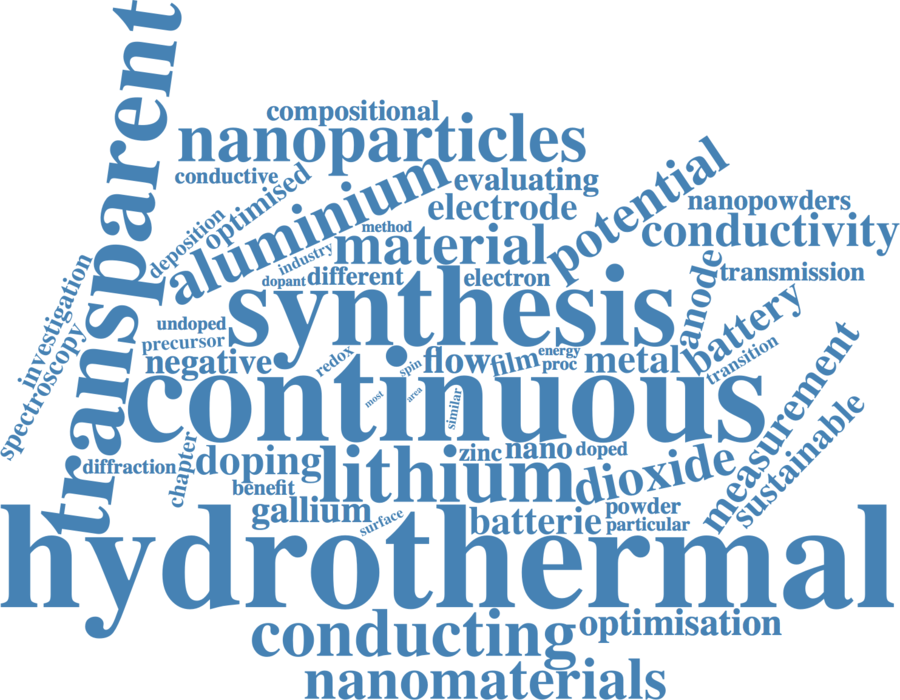 transparent
compositional
nanoparticles
conductive
optimised
aluminium
evaluating
potential
deposition
electrode
nanopowders
method
material
conductivity
industry
investigation
dopant
different
electron
anode
transmission
synthesis
battery
undoped
precursor
spectroscopy
negative
redox
spin
flow
film
energy
proc
metal
transition
continuous
most
area
similar
measurement
sustainable
diffraction
chapter
doping
benefit
lithium
zinc
nano
doped
dioxide
gallium
surface
batterie
powder
particular
hydrothermal
conducting
optimisation
nanomaterials